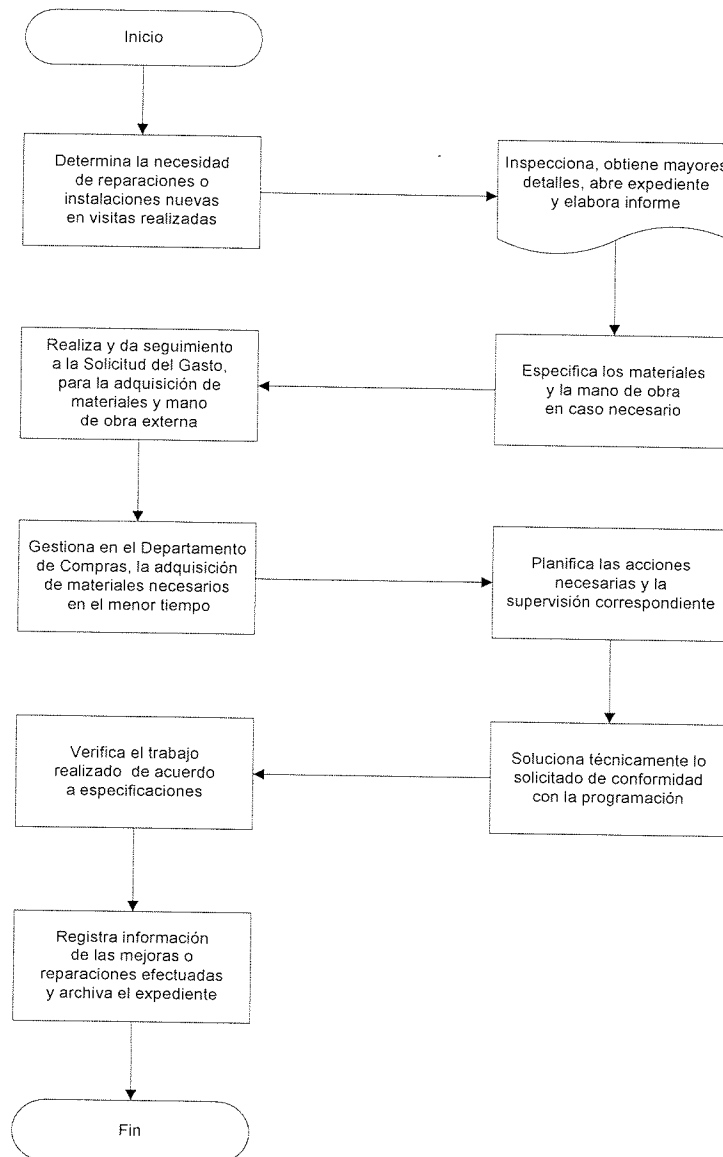 Inicio
Determina la necesidad
de reparaciones o
instalaciones nuevas
en visitas realizadas
Inspecciona, obtiene mayores
detalles, abre expediente
y elabora informe
Especifica los materiales
y la mano de obra
en caso necesario
Realiza y da seguimiento
a la Solicitud del Gasto,
para la adquisición de
materiales y mano
de obra externa
Gestiona en el Departamento
de Compras, la adquisición
de materiales necesarios
en el menor tiempo
Planifica las acciones
necesarias y la
supervisión correspondiente
Soluciona técnicamente lo
solicitado de conformidad
con la programación
Verifica el trabajo
realizado de acuerdo
a especificaciones
Registra información
de las mejoras o
reparaciones efectuadas
y archiva el expediente
Fin